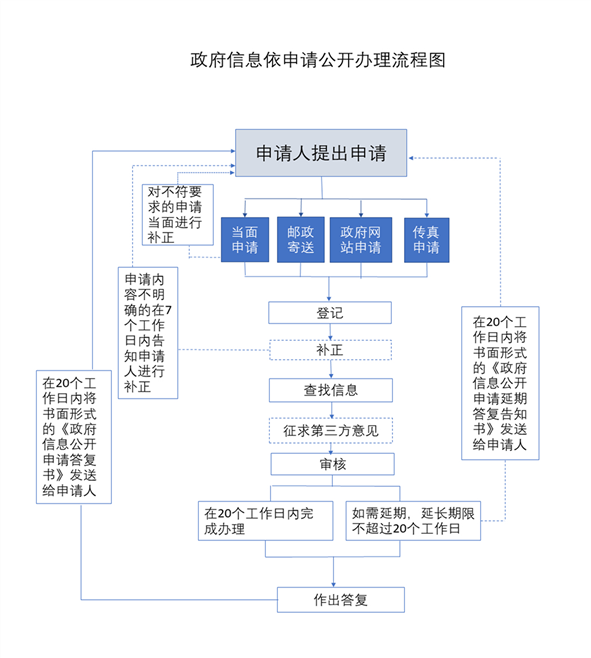 政府信息依申请公开办理流程图
申请人提出申请
对不符要
求的申请
当面进行
补正
当面
申请
邮政
寄送
政府网
站申请
传真
申请
申请内
容不明
确的在7
个工作
日内告
知申请
人进行
补正
登记
补正
查找信息
征求第三方意见
审核
在20个工
作日内将
书面形式
的《政府
信息公开
申请答复
书》发送
给申请人
在20个工
作日内将
书面形式
的《政府
信息公开
申请延期
答复告知
书》发送
给申请人
在20个工作日内完
成办理
如需延期，延长期限
不超过20个工作日
作出答复